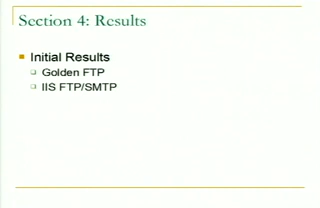 Section 4: Results
Initial Results
Golden FTP
IIS FTP/SMTP